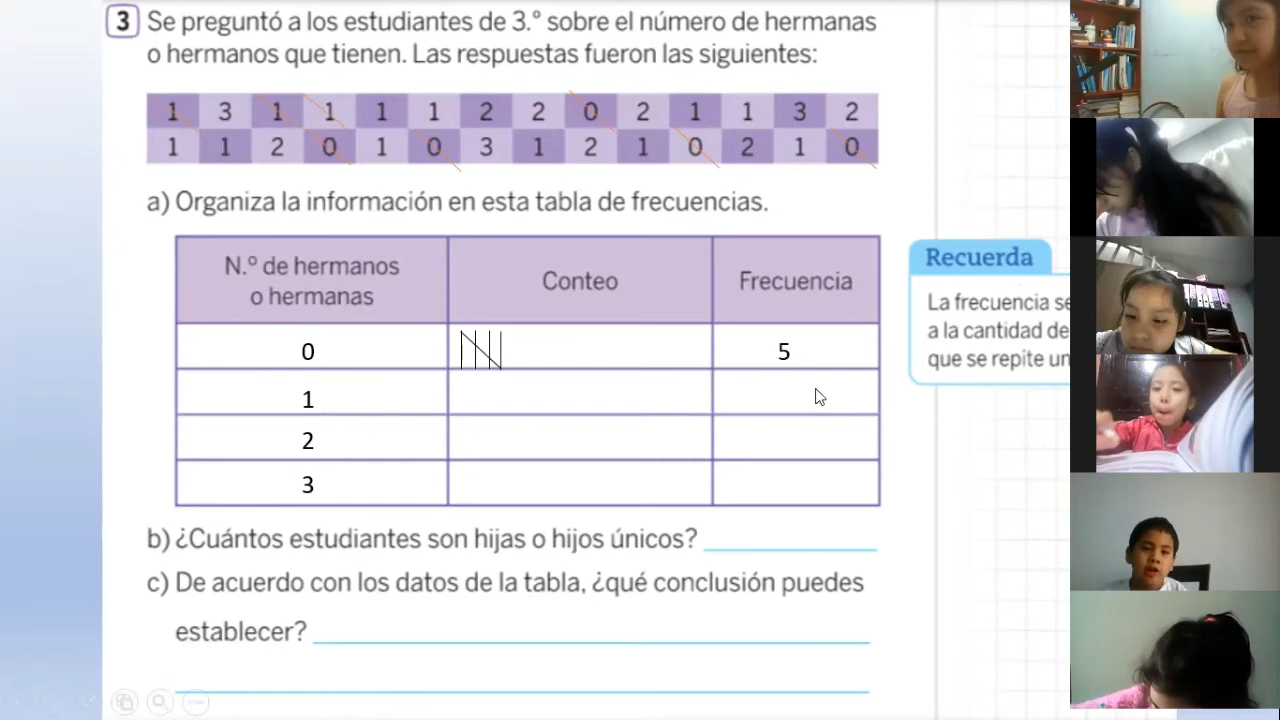 3 Se preguntó a los estudiantes de 3.° sobre el número de hermanas
o hermanos que tienen. Las respuestas fueron las siguientes:
1 3 1 1 1 1 2 2 0 2 1 1 3 2
1 1 2 0 1 0 3 1 2 1 0 2 1 0
a) Organiza la información en esta tabla de frecuencias.
N.° de hermanos
o hermanas
Conteo
Frecuencia
0 5
1
2
3
Recuerda
La frecuencia se
a la cantidad de
que se repite un
b) ¿Cuántos estudiantes son hijas o hijos únicos?
c) De acuerdo con los datos de la tabla, ¿qué conclusión puedes
establecer?